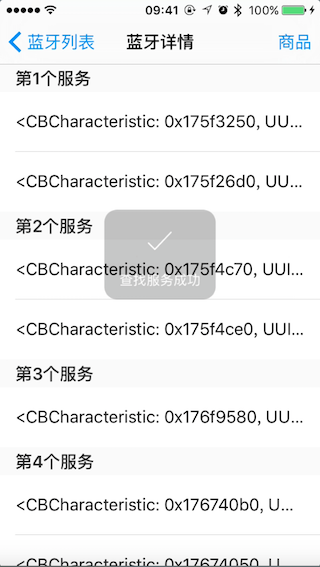 09:41 100%
蓝牙列表 蓝牙详情 商品
第1个服务
<CBCharacteristic: 0x175f3250, UU...
<CBCharacteristic: 0x175f26d0, UU...
第2个服务
<CBCharacteristic: 0x175f4c70, UUI...
查找服务成功
<CBCharacteristic: 0x175f4ce0, UUI...
第3个服务
<CBCharacteristic: 0x176f9580, UU...
第4个服务
<CBCharacteristic: 0x176740b0, U...
<CBCharacteristic: 0x17674050, U...